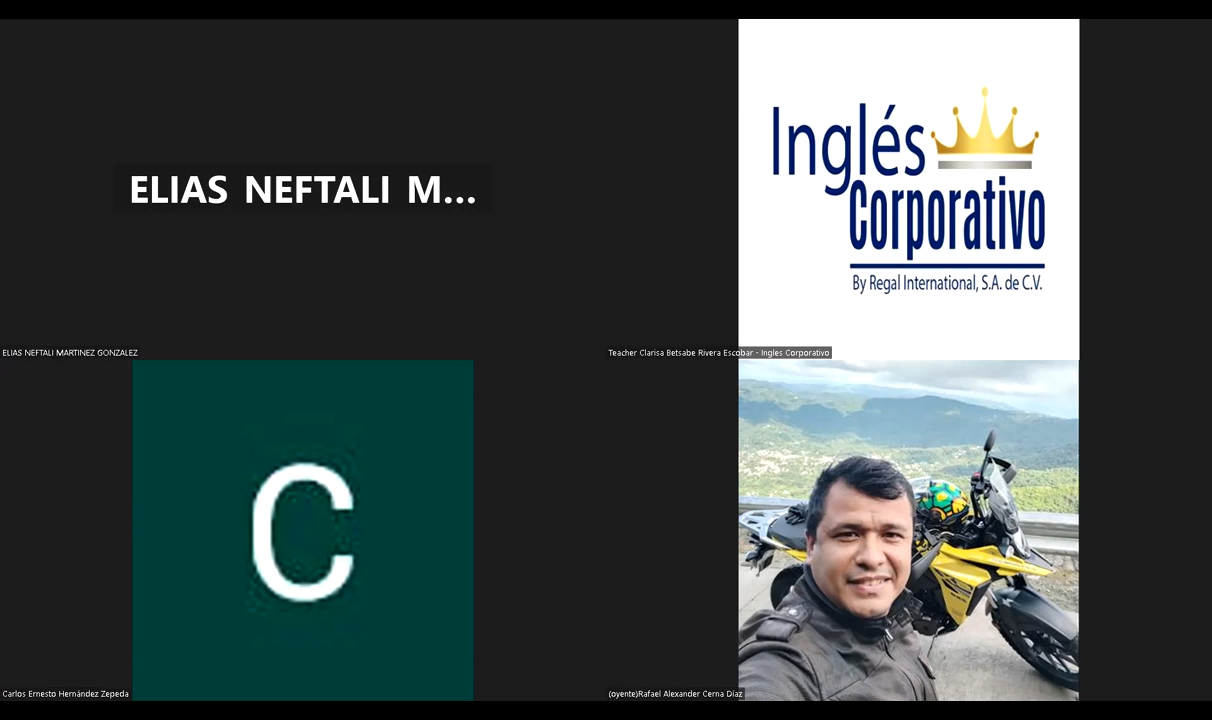 ELIAS NEFTALI M...
Inglés
Corporativo
By Regal International, S.A. de C.V.
ELIAS NEFTALI MARTINEZ GONZALEZ
Teacher Clarisa Betsabe Rivera Escobar - Ingles Corporativo
C
Carlos Ernesto Hernández Zepeda
(oyente)Rafael Alexander Cerna Díaz